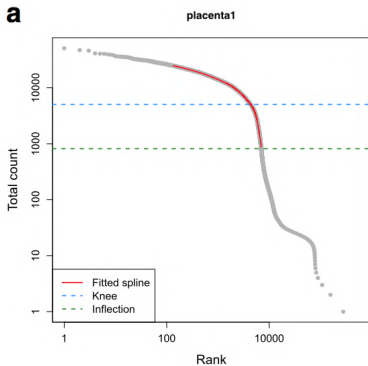 a
placenta1
Total count
10000
1000
100
10
1
Fitted spline
Knee
Inflection
1
100
10000
Rank